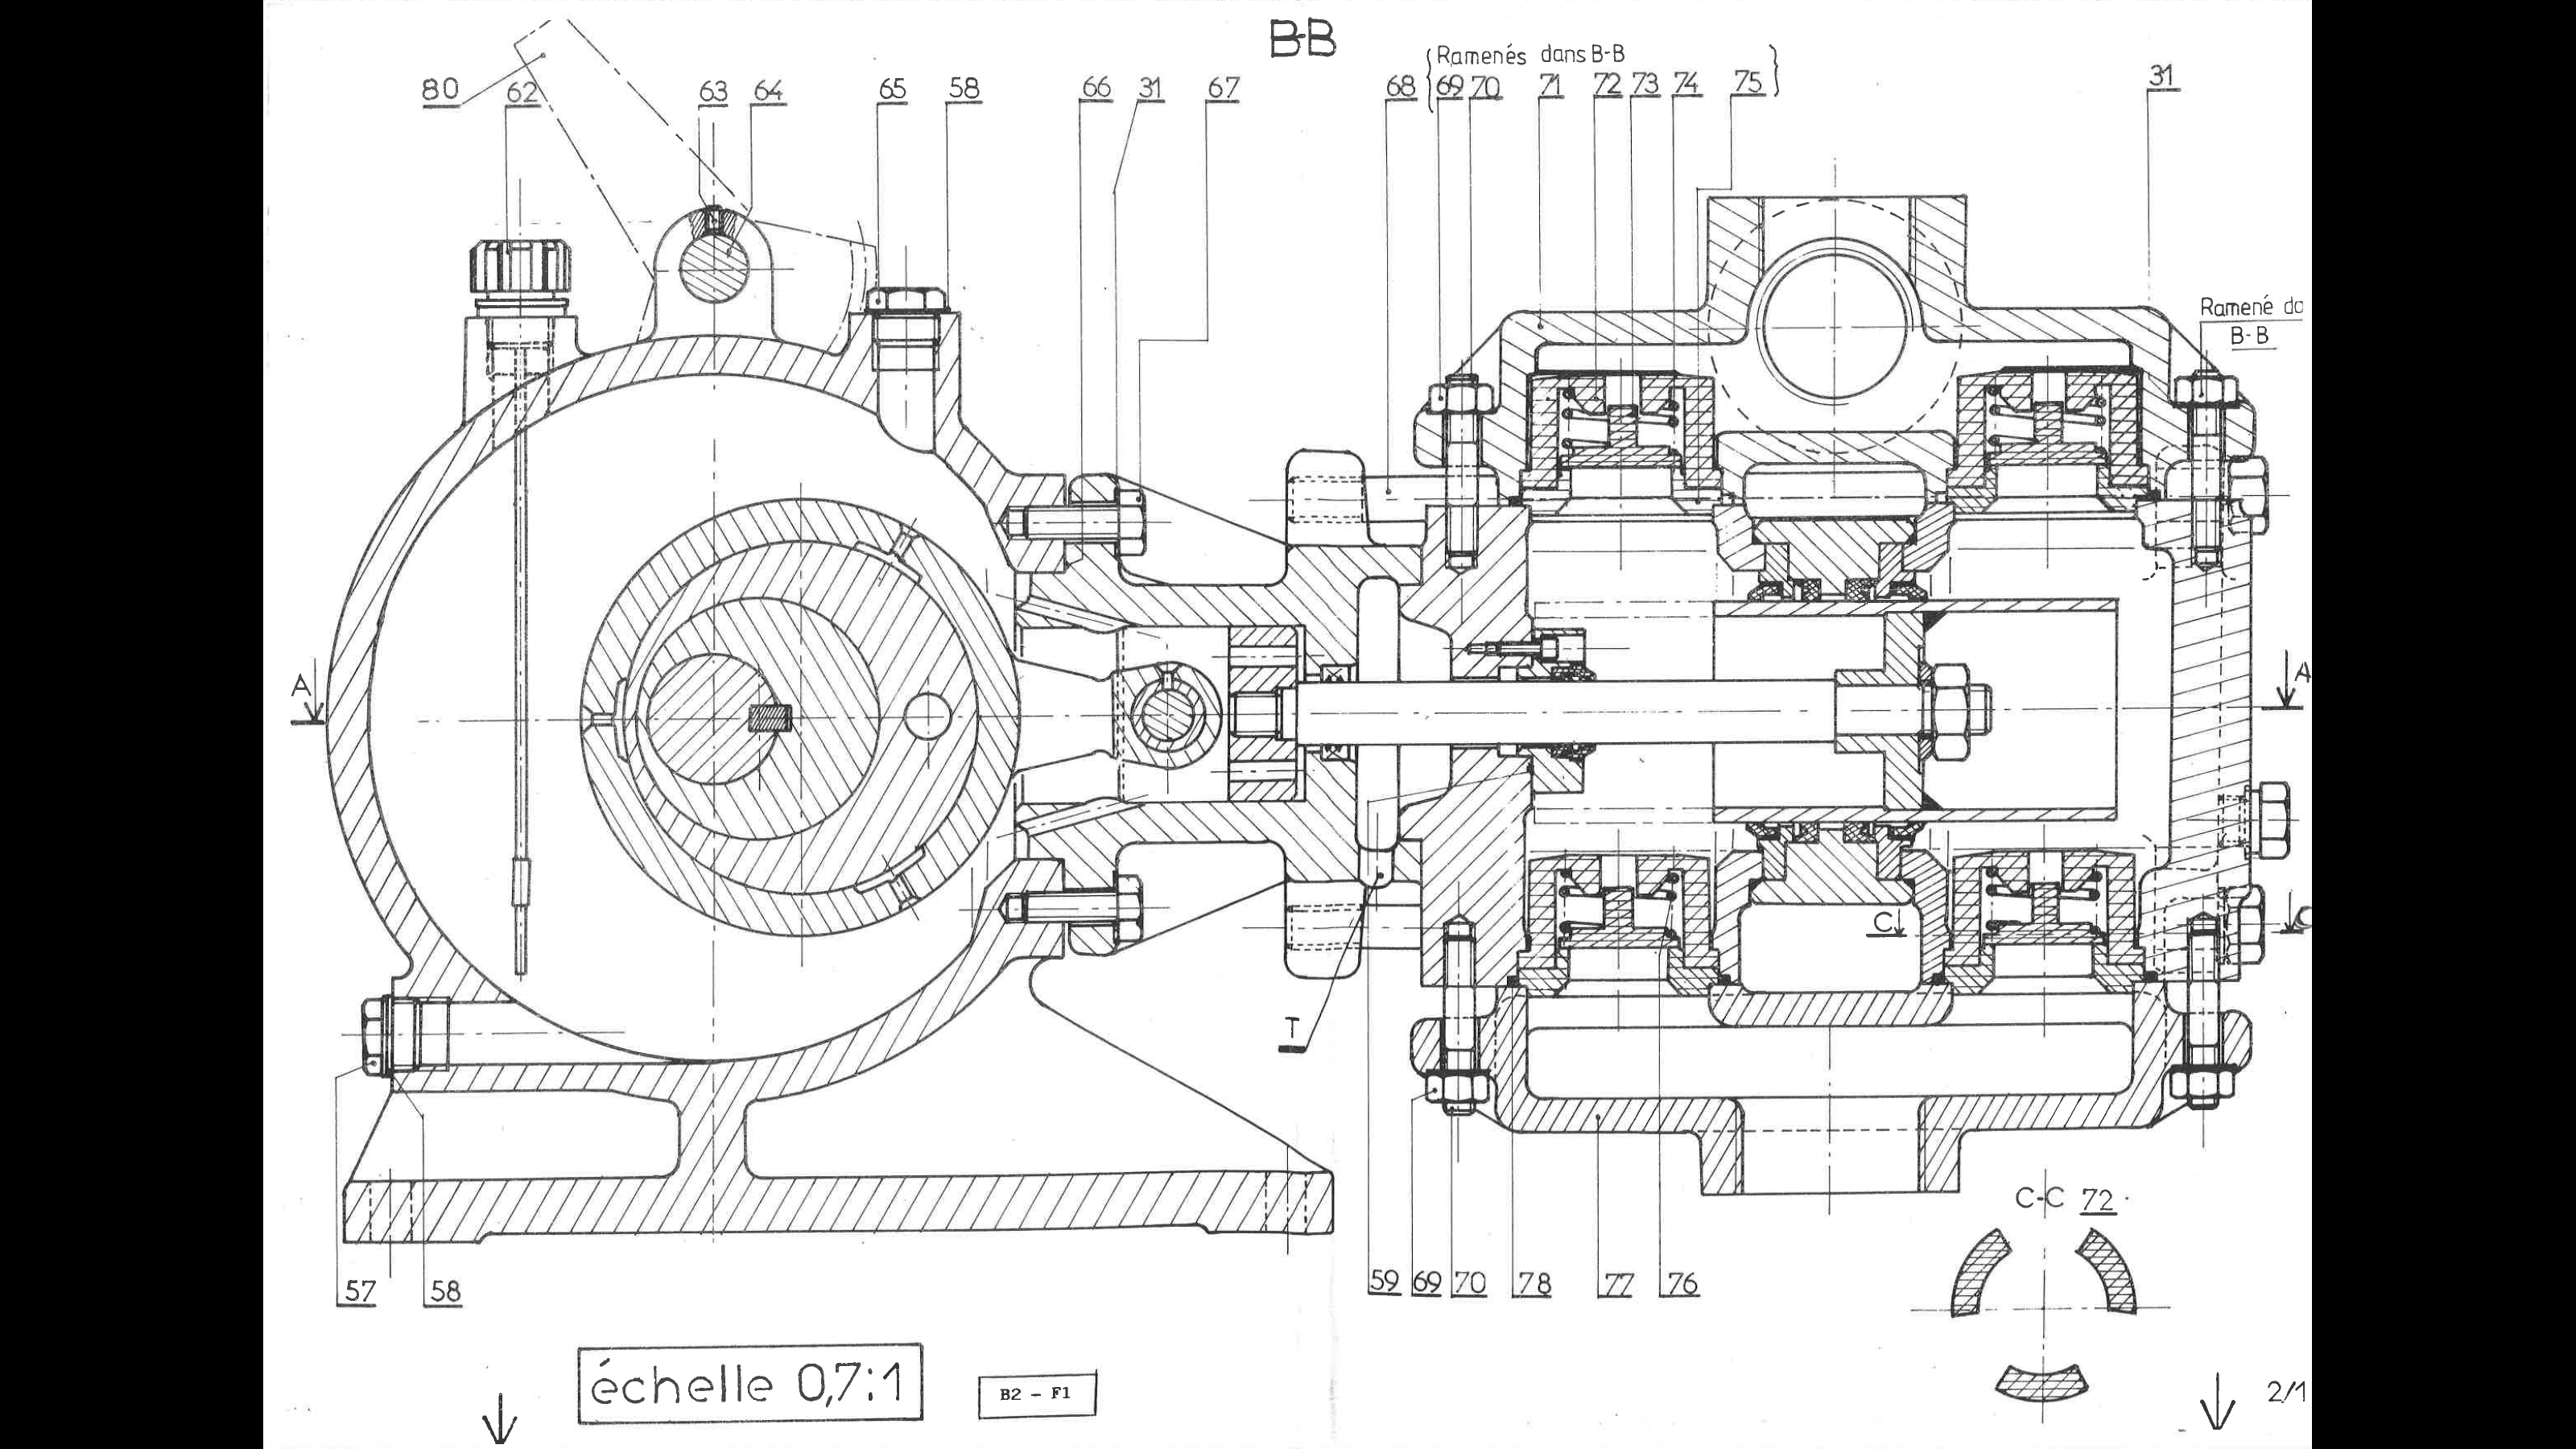 B-B
Ramenés dans B-B
80 62 63 64 65 58 66 31 67 68 69 70 71 72 73 74 75 31
Ramené da
B-B
A A
C C
T
C-C 72
57 58 59 69 70 78 77 76
échelle 0,7:1
B2 - F1
2/1